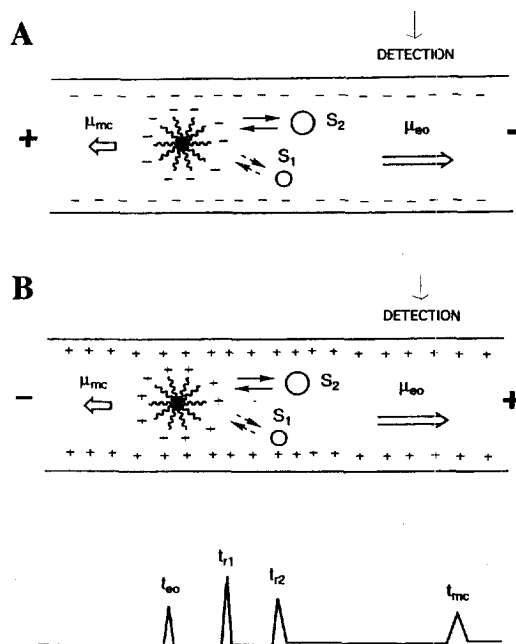 A
DETECTION
+
μmc
S2
S1
μeo
-
B
DETECTION
-
μmc
S2
S1
μeo
+
teo
tr1
tr2
tmc